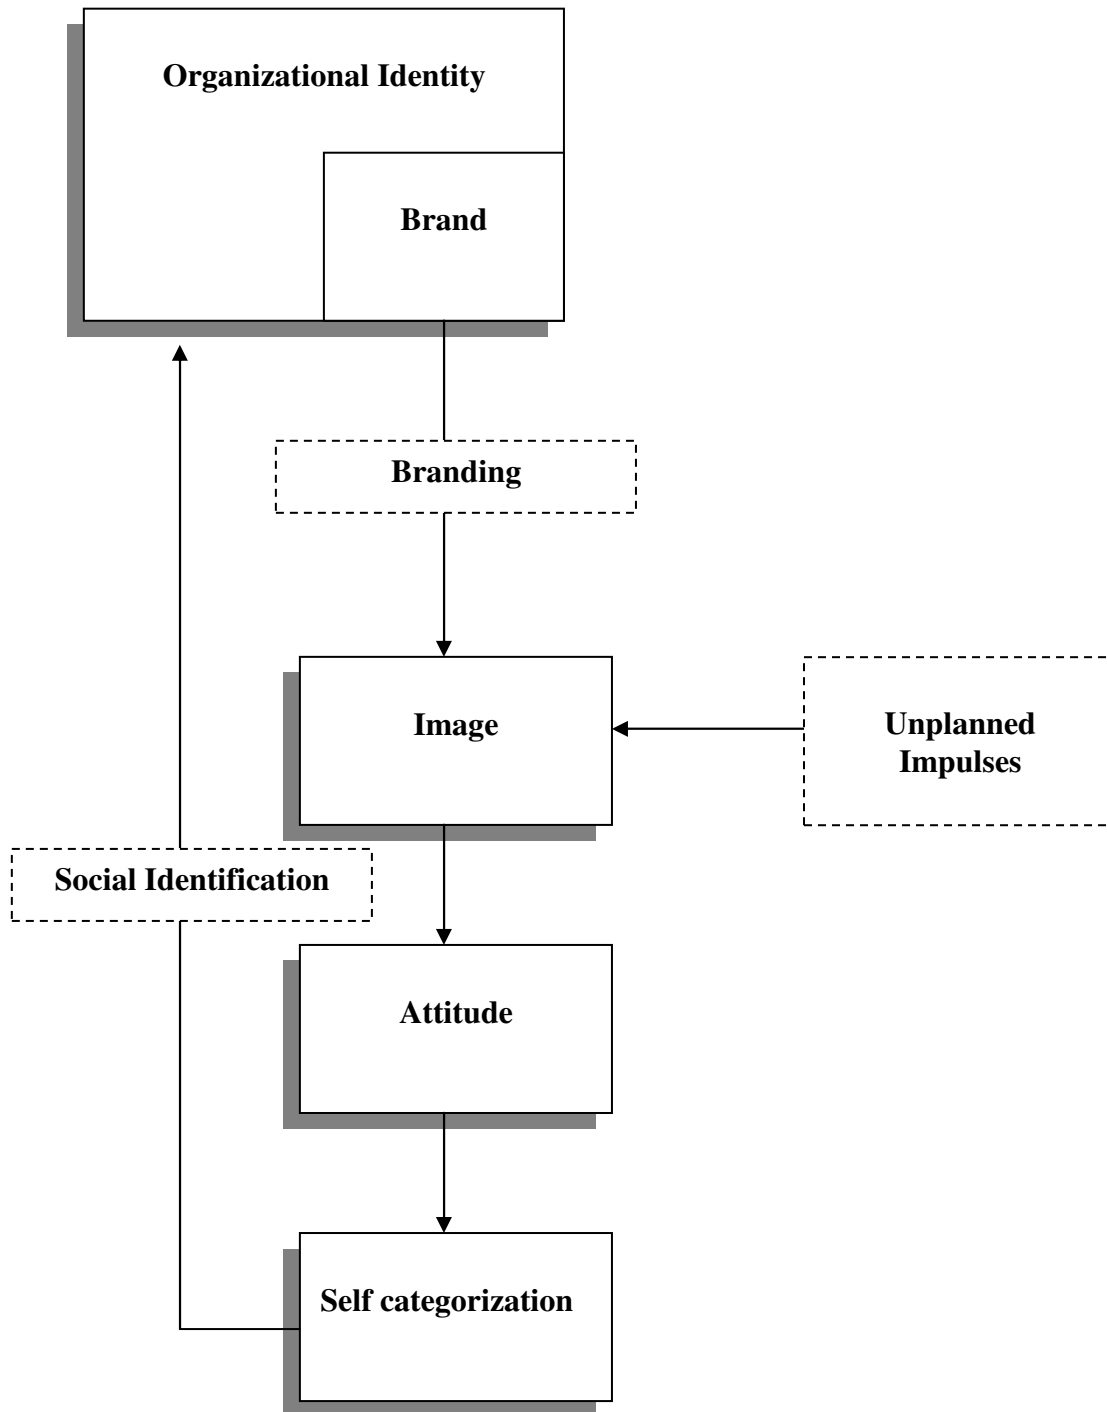 Organizational Identity
Brand
Branding
Image
Unplanned
Impulses
Social Identification
Attitude
Self categorization